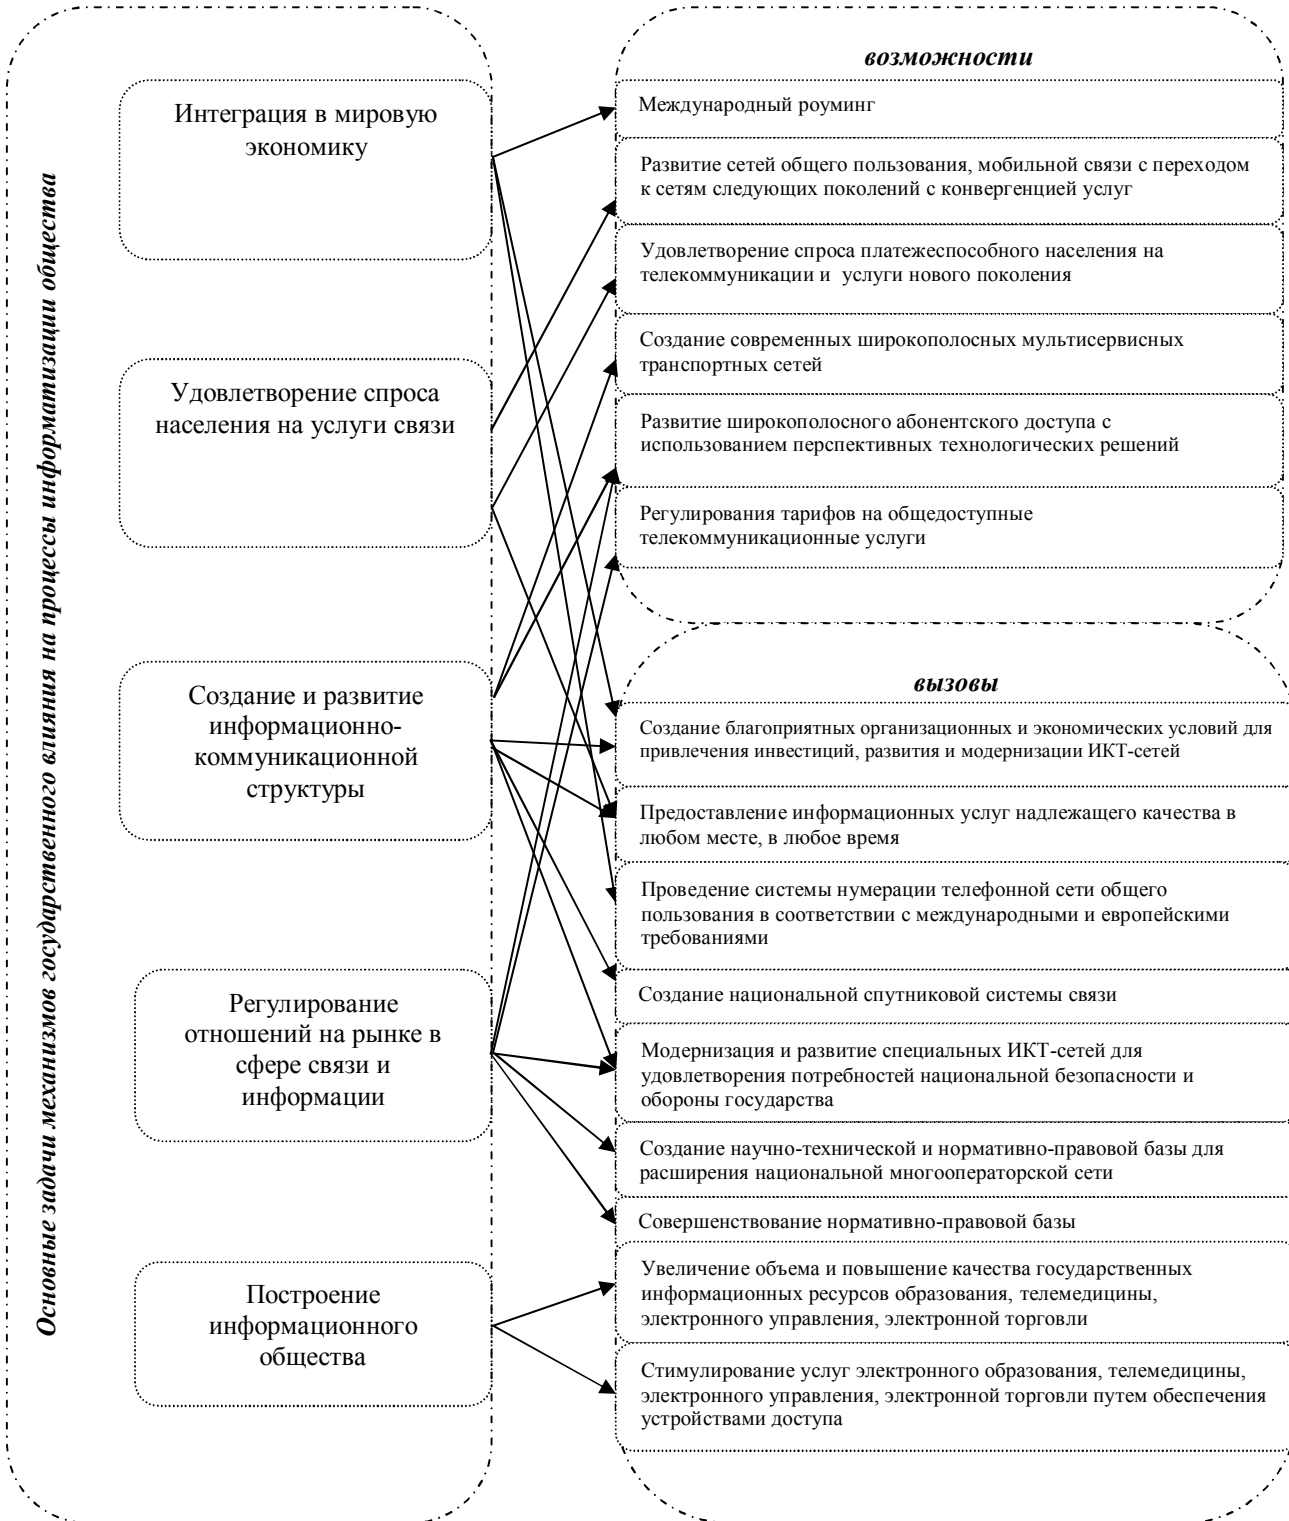 Основные задачи механизмов государственного влияния на процессы информатизации общества
Интеграция в мировую
экономику
Удовлетворение спроса
населения на услуги связи
Создание и развитие
информационно-
коммуникационной
структуры
Регулирование
отношений на рынке в
сфере связи и
информации
Построение
информационного
общества
возможности
Международный роуминг
Развитие сетей общего пользования, мобильной связи с переходом
к сетям следующих поколений с конвергенцией услуг
Удовлетворение спроса платежеспособного населения на
телекоммуникации и услуги нового поколения
Создание современных широкополосных мультисервисных
транспортных сетей
Развитие широкополосного абонентского доступа с
использованием перспективных технологических решений
Регулирования тарифов на общедоступные
телекоммуникационные услуги
вызовы
Создание благоприятных организационных и экономических условий для
привлечения инвестиций, развития и модернизации ИКТ-сетей
Предоставление информационных услуг надлежащего качества в
любом месте, в любое время
Проведение системы нумерации телефонной сети общего
пользования в соответствии с международными и европейскими
требованиями
Создание национальной спутниковой системы связи
Модернизация и развитие специальных ИКТ-сетей для
удовлетворения потребностей национальной безопасности и
обороны государства
Создание научно-технической и нормативно-правовой базы для
расширения национальной многооператорской сети
Совершенствование нормативно-правовой базы
Увеличение объема и повышение качества государственных
информационных ресурсов образования, телемедицины,
электронного управления, электронной торговли
Стимулирование услуг электронного образования, телемедицины,
электронного управления, электронной торговли путем обеспечения
устройствами доступа